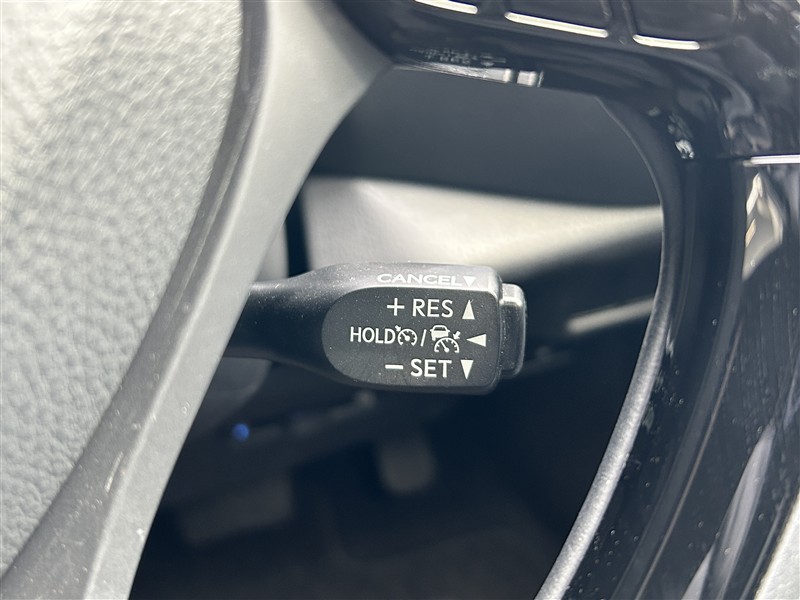 CANCEL▼
+ RES ▲
HOLD / ◄
− SET ▼